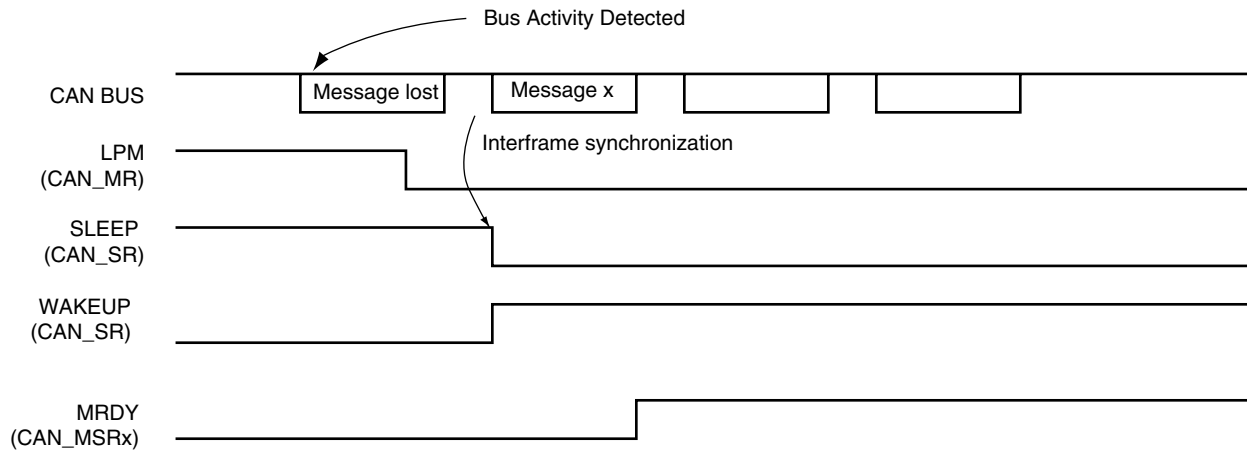 Bus Activity Detected
CAN BUS
Message lost
Message x
Interframe synchronization
LPM
(CAN_MR)
SLEEP
(CAN_SR)
WAKEUP
(CAN_SR)
MRDY
(CAN_MSRx)